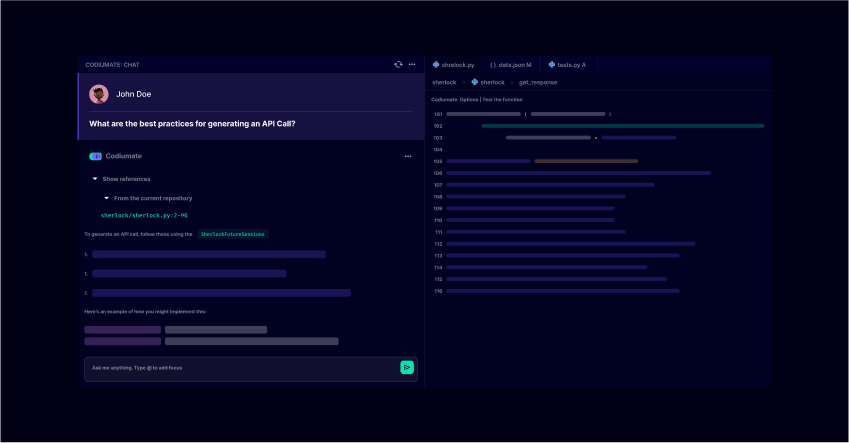 CODIUMATE: CHAT
John Doe
What are the best practices for generating an API Call?
Codiumate
Show references
From the current repository
sherlock/sherlock.py:2-96
To generate an API call, follow these using the SherlockFutureSessions
1.
1.
1.
Here's an example of how you might implement this:
Ask me anything. Type @ to add focus
shrelock.py
{ } data.json M
tests.py A
sherlock > sherlock > get_response
Codiumate: Options | Test the function
101 ( )
102
103 =
104
105
106
107
108
109
110
111
112
113
114
115
116